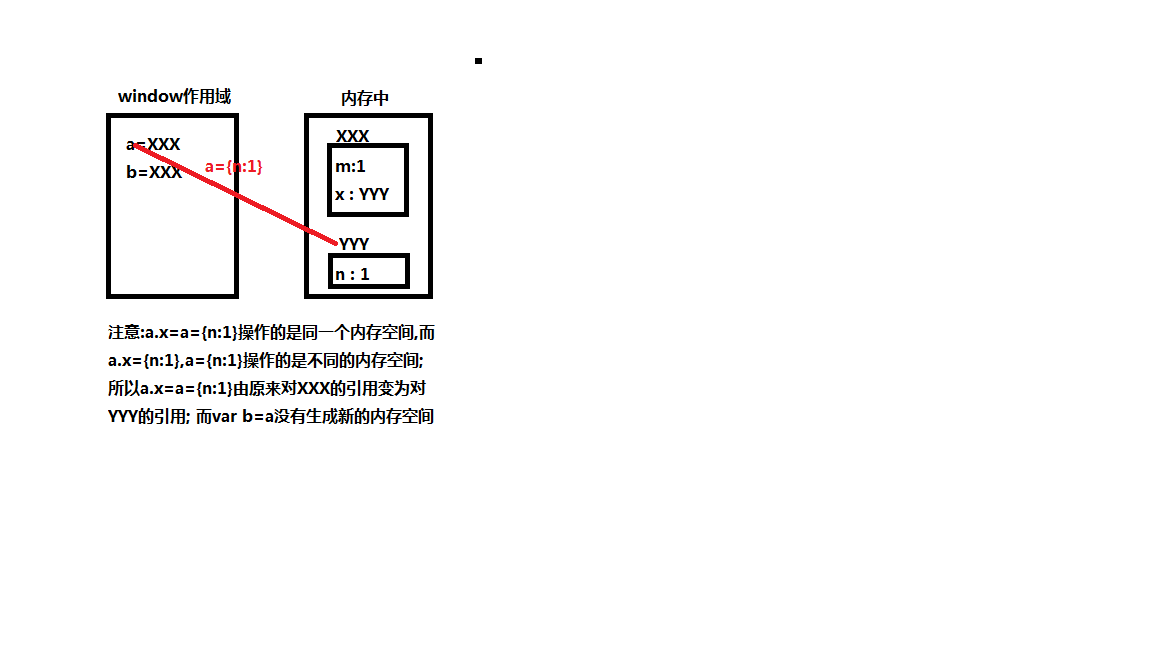 window作用域
内存中
a=XXX
b=XXX
a={n:1}
XXX
m:1
x : YYY
YYY
n : 1
注意:a.x=a={n:1}操作的是同一个内存空间,而
a.x={n:1},a={n:1}操作的是不同的内存空间;
所以a.x=a={n:1}由原来对XXX的引用变为对
YYY的引用; 而var b=a没有生成新的内存空间